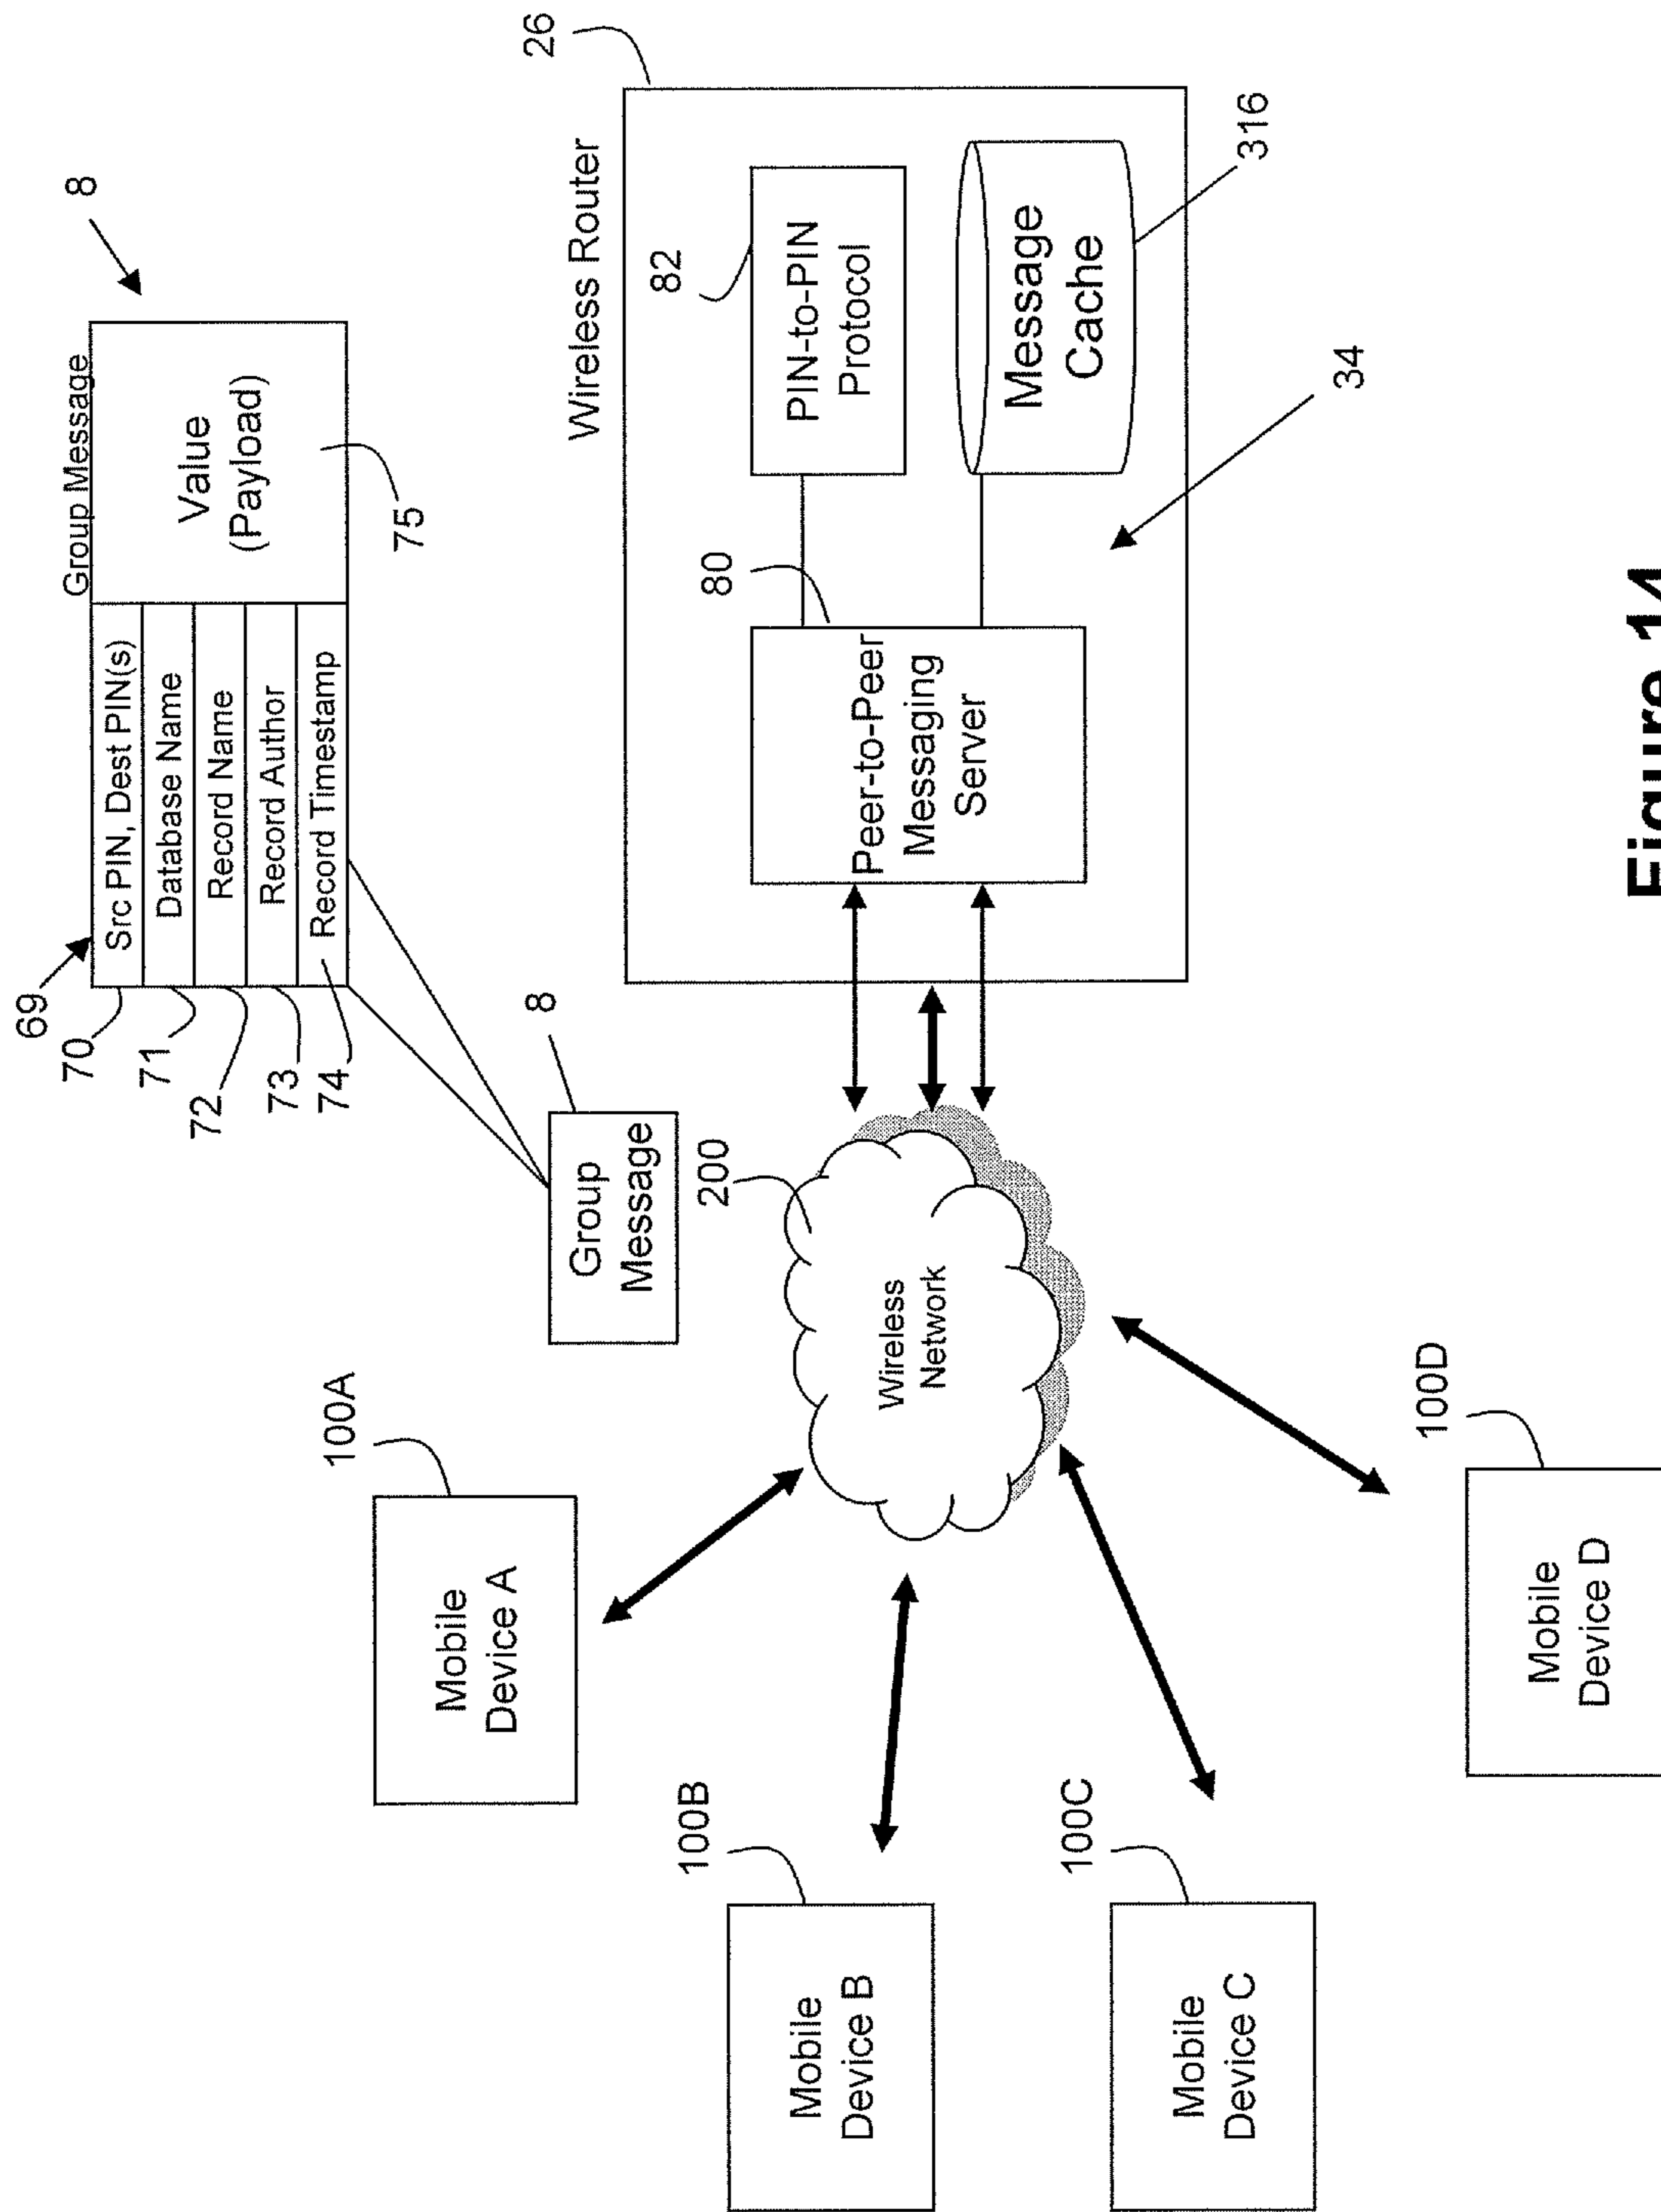 Group Message
8
69
70
71
72
73
74
Src PIN, Dest PIN(s)
Database Name
Record Name
Record Author
Record Timestamp
Value
(Payload)
75
8
Group
Message
100A
Mobile
Device A
100B
Mobile
Device B
100C
Mobile
Device C
100D
Mobile
Device D
200
Wireless
Network
Wireless Router
26
80
Peer-to-Peer
Messaging
Server
82
PIN-to-PIN
Protocol
Message
Cache
316
34
Figure 14